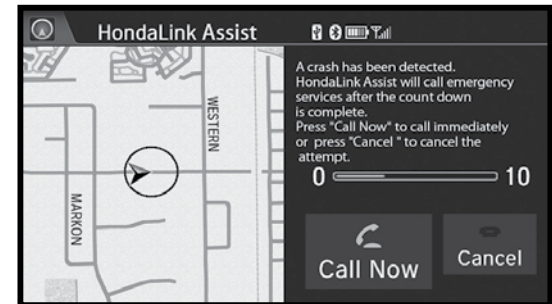 HondaLink Assist
A crash has been detected.
HondaLink Assist will call emergency
services after the count down
is complete.
Press "Call Now" to call immediately
or press "Cancel " to cancel the
attempt.
0 10
WESTERN
MARKON
Call Now
Cancel